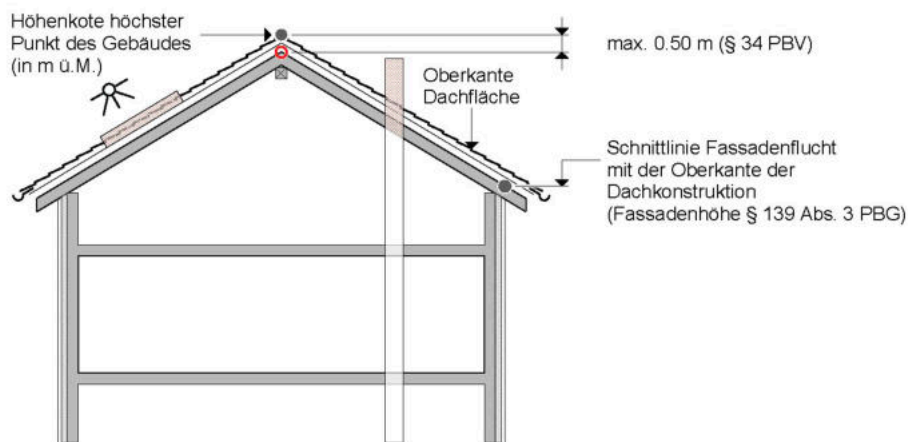 Höhenkote höchster
Punkt des Gebäudes
(in m ü.M.)
max. 0.50 m (§ 34 PBV)
Oberkante
Dachfläche
Schnittlinie Fassadenflucht
mit der Oberkante der
Dachkonstruktion
(Fassadenhöhe § 139 Abs. 3 PBG)